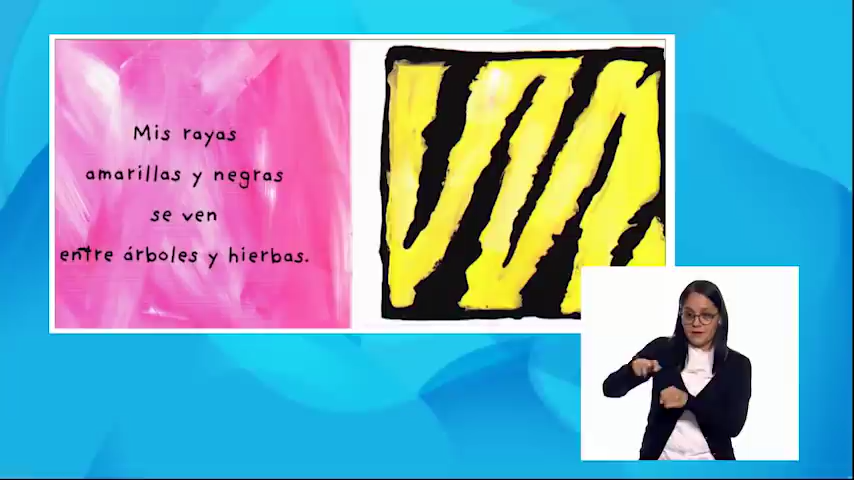 Mis rayas
amarillas y negras
se ven
entre árboles y hierbas.